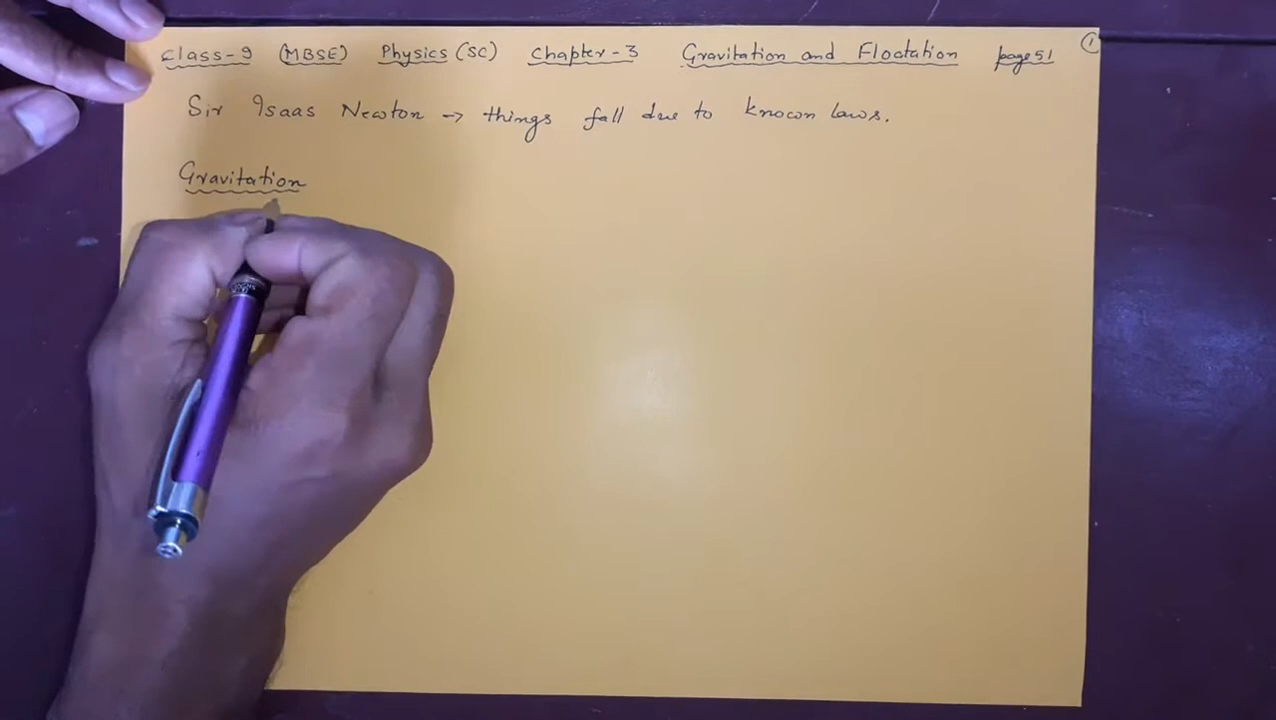 Class-9 (MBSE) Physics (SC) Chapter-3 Gravitation and Floatation page 51 1
Sir Isaas Newton → things fall due to known laws.
Gravitation